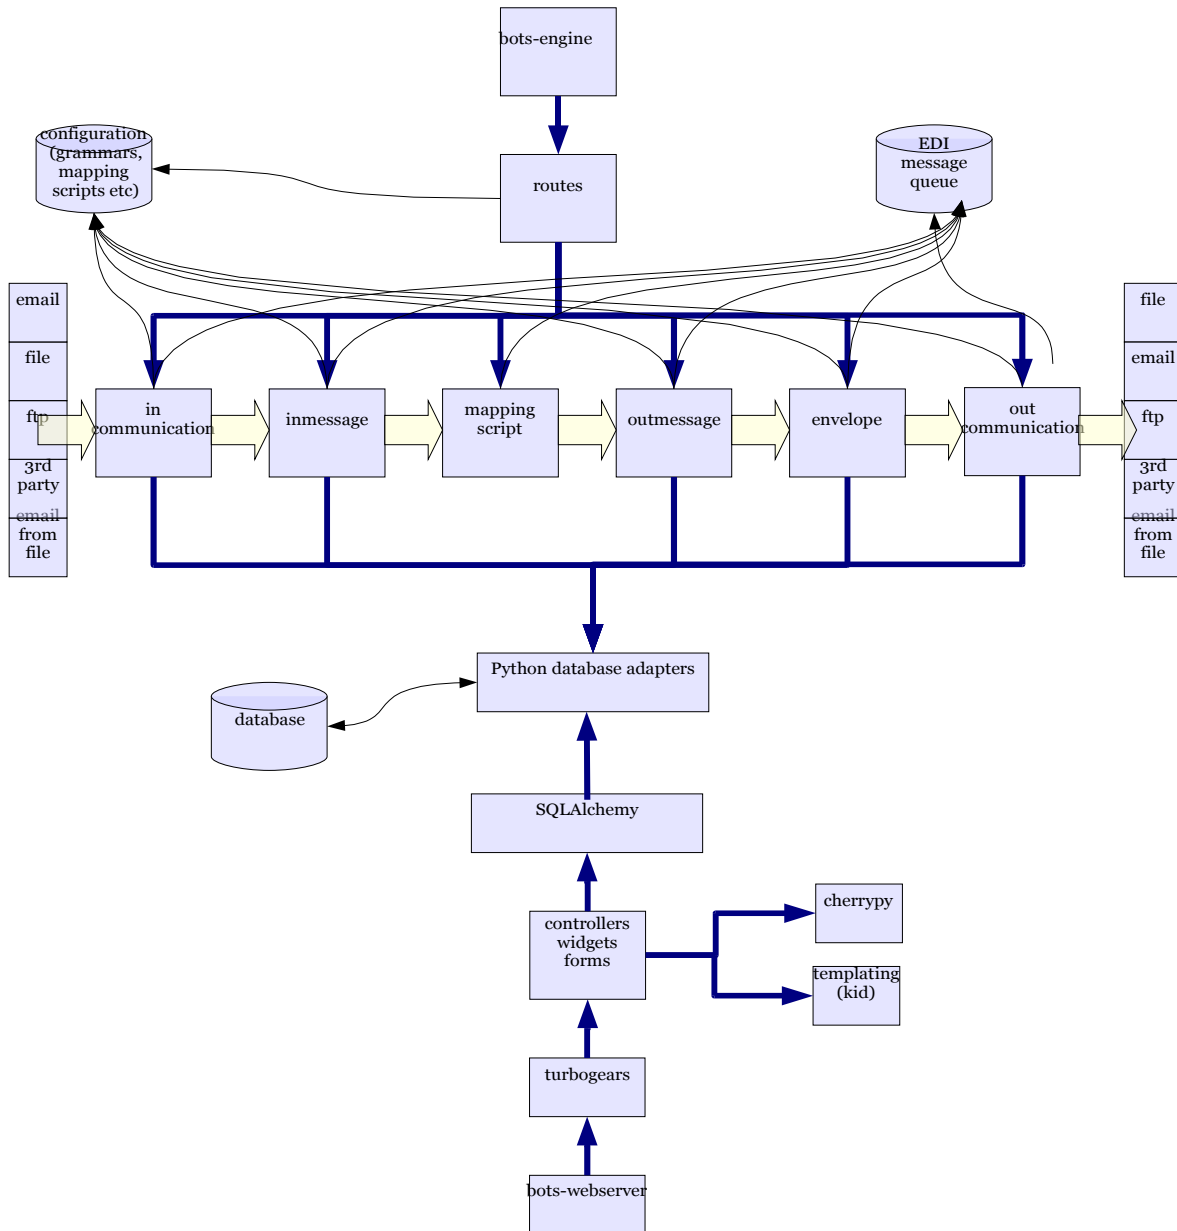 bots-engine
configuration
(grammars,
mapping
scripts etc)
EDI
message
queue
routes
email
file
ftp
3rd
party
email
from
file
in
communication
inmessage
mapping
script
outmessage
envelope
out
communication
file
email
ftp
3rd
party
email
from
file
Python database adapters
database
SQLAlchemy
controllers
widgets
forms
cherrypy
templating
(kid)
turbogears
bots-webserver